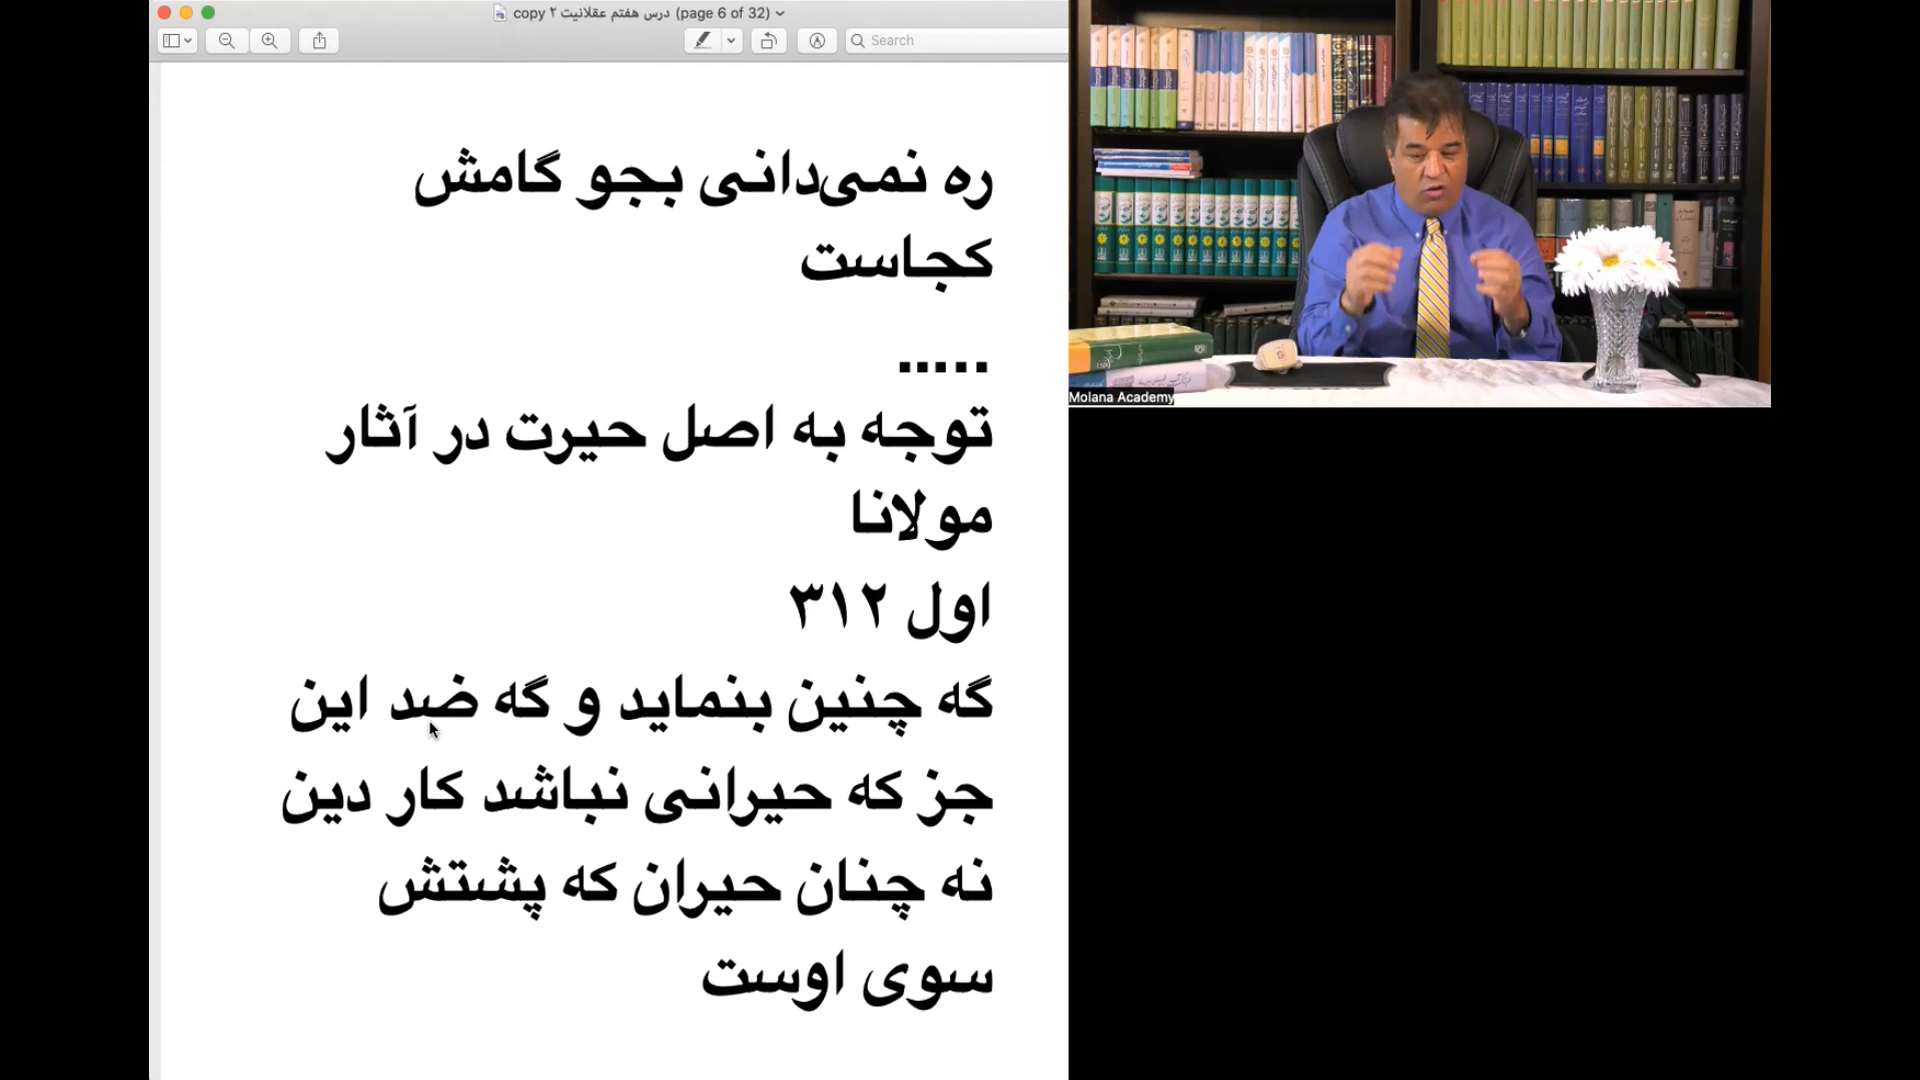 درس هفتم عقلانیت ۲ copy (page 6 of 32)
Search
ره نمی‌دانی بجو گامش
کجاست
.....
توجه به اصل حیرت در آثار
مولانا
اول ۳۱۲
گه چنین بنماید و گه ضد این
جز که حیرانی نباشد کار دین
نه چنان حیران که پشتش
سوی اوست
Molana Academy